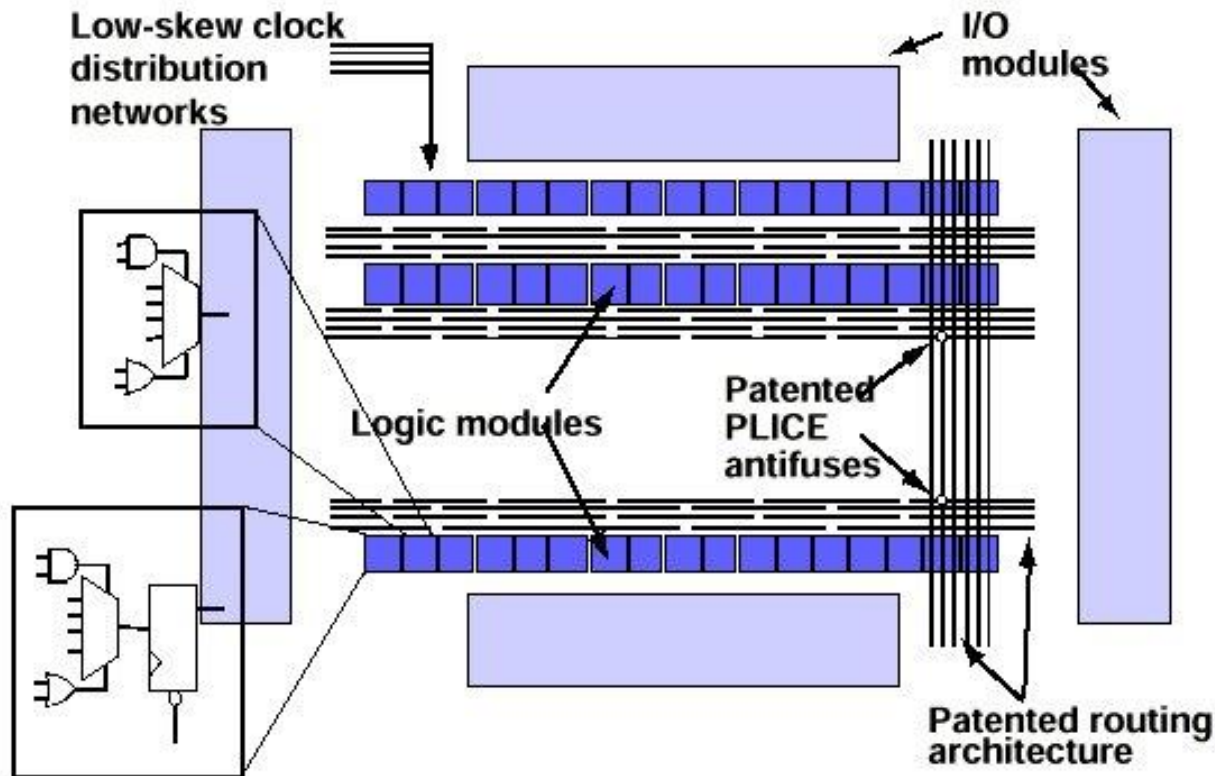 Low-skew clock
distribution
networks
I/O
modules
Logic modules
Patented
PLICE
antifuses
Patented routing
architecture